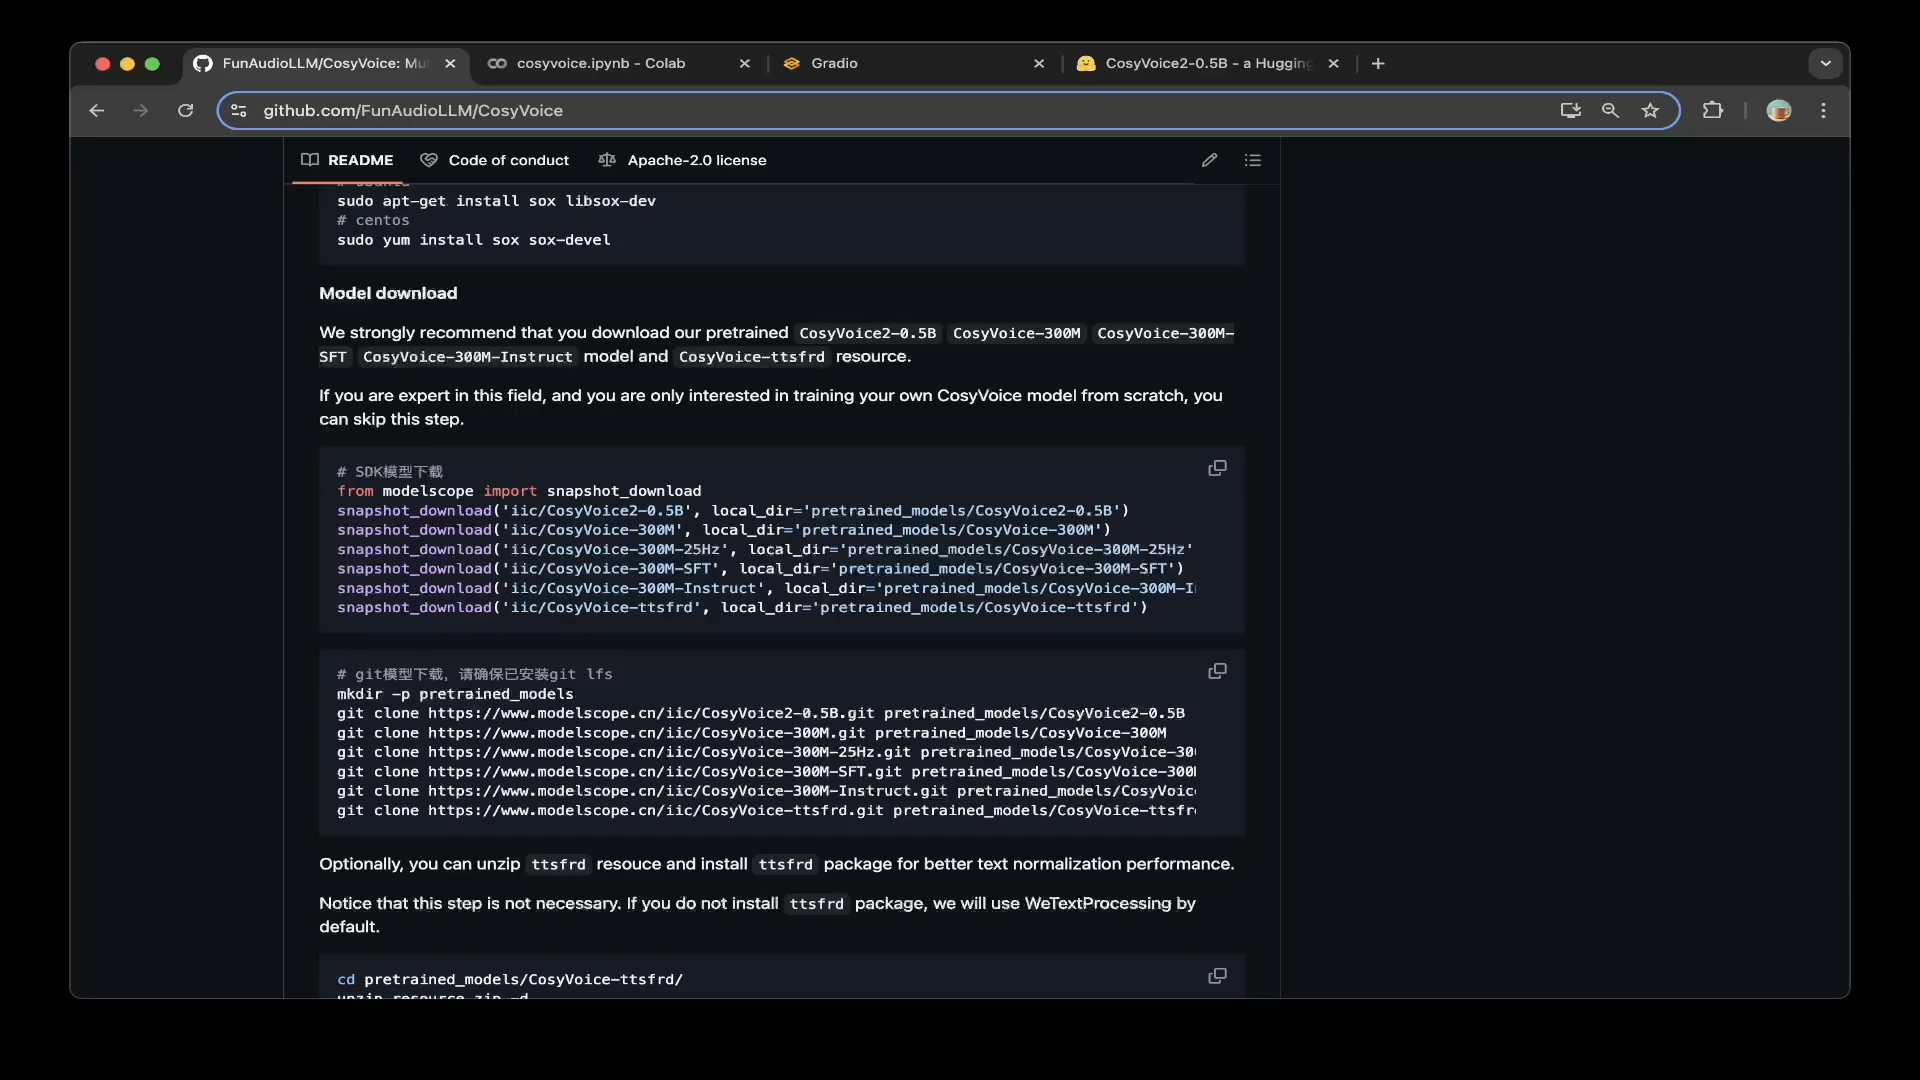 FunAudioLLM/CosyVoice: Mu
cosyvoice.ipynb - Colab
Gradio
CosyVoice2-0.5B - a Hugging
github.com/FunAudioLLM/CosyVoice
README
Code of conduct
Apache-2.0 license
# ubuntu
sudo apt-get install sox libsox-dev
# centos
sudo yum install sox sox-devel
Model download
We strongly recommend that you download our pretrained CosyVoice2-0.5B CosyVoice-300M CosyVoice-300M-
SFT CosyVoice-300M-Instruct model and CosyVoice-ttsfrd resource.
If you are expert in this field, and you are only interested in training your own CosyVoice model from scratch, you
can skip this step.
# SDK模型下载
from modelscope import snapshot_download
snapshot_download('iic/CosyVoice2-0.5B', local_dir='pretrained_models/CosyVoice2-0.5B')
snapshot_download('iic/CosyVoice-300M', local_dir='pretrained_models/CosyVoice-300M')
snapshot_download('iic/CosyVoice-300M-25Hz', local_dir='pretrained_models/CosyVoice-300M-25Hz'
snapshot_download('iic/CosyVoice-300M-SFT', local_dir='pretrained_models/CosyVoice-300M-SFT')
snapshot_download('iic/CosyVoice-300M-Instruct', local_dir='pretrained_models/CosyVoice-300M-I
snapshot_download('iic/CosyVoice-ttsfrd', local_dir='pretrained_models/CosyVoice-ttsfrd')
# git模型下载，请确保已安装git lfs
mkdir -p pretrained_models
git clone https://www.modelscope.cn/iic/CosyVoice2-0.5B.git pretrained_models/CosyVoice2-0.5B
git clone https://www.modelscope.cn/iic/CosyVoice-300M.git pretrained_models/CosyVoice-300M
git clone https://www.modelscope.cn/iic/CosyVoice-300M-25Hz.git pretrained_models/CosyVoice-300
git clone https://www.modelscope.cn/iic/CosyVoice-300M-SFT.git pretrained_models/CosyVoice-300M
git clone https://www.modelscope.cn/iic/CosyVoice-300M-Instruct.git pretrained_models/CosyVoice
git clone https://www.modelscope.cn/iic/CosyVoice-ttsfrd.git pretrained_models/CosyVoice-ttsfrd
Optionally, you can unzip ttsfrd resouce and install ttsfrd package for better text normalization performance.
Notice that this step is not necessary. If you do not install ttsfrd package, we will use WeTextProcessing by
default.
cd pretrained_models/CosyVoice-ttsfrd/
unzip resource.zip -d